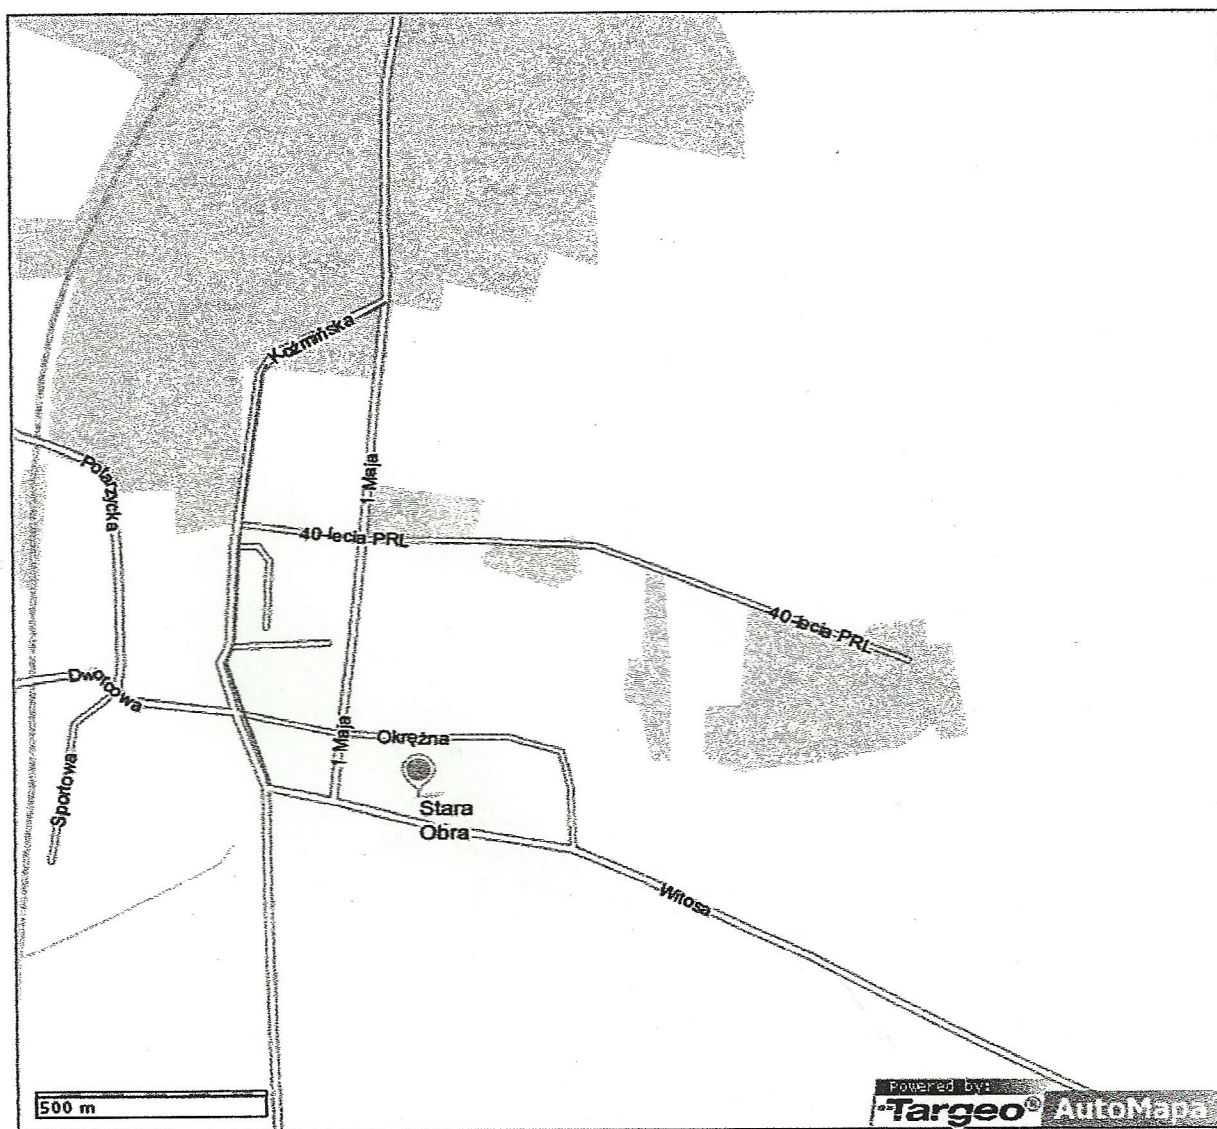 Koźmińska
1-Maja
Potarzycka
40-lecia-PRL
40-lecia-PRL
Dworcowa
1-Maja
Okrężna
Sportowa
Stara
Obra
Witosa
500 m
Powered by:
Targeo® AutoMapa